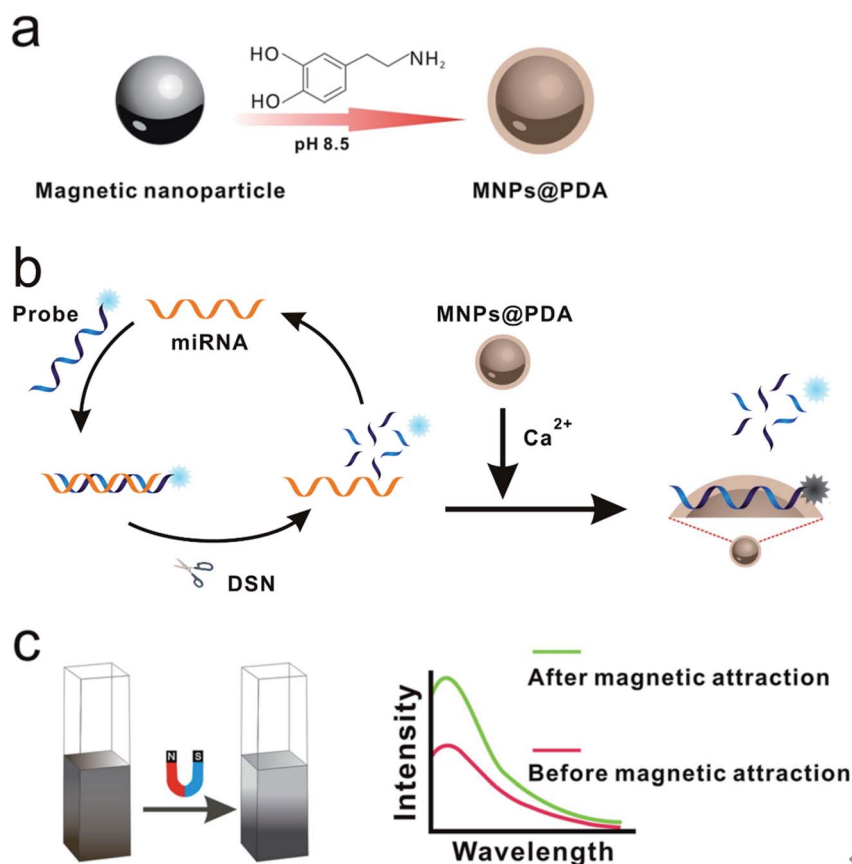 a
HO
HO
NH2
pH 8.5
Magnetic nanoparticle
MNPs@PDA
b
Probe
miRNA
MNPs@PDA
Ca2+
DSN
c
N S
Intensity
After magnetic attraction
Before magnetic attraction
Wavelength